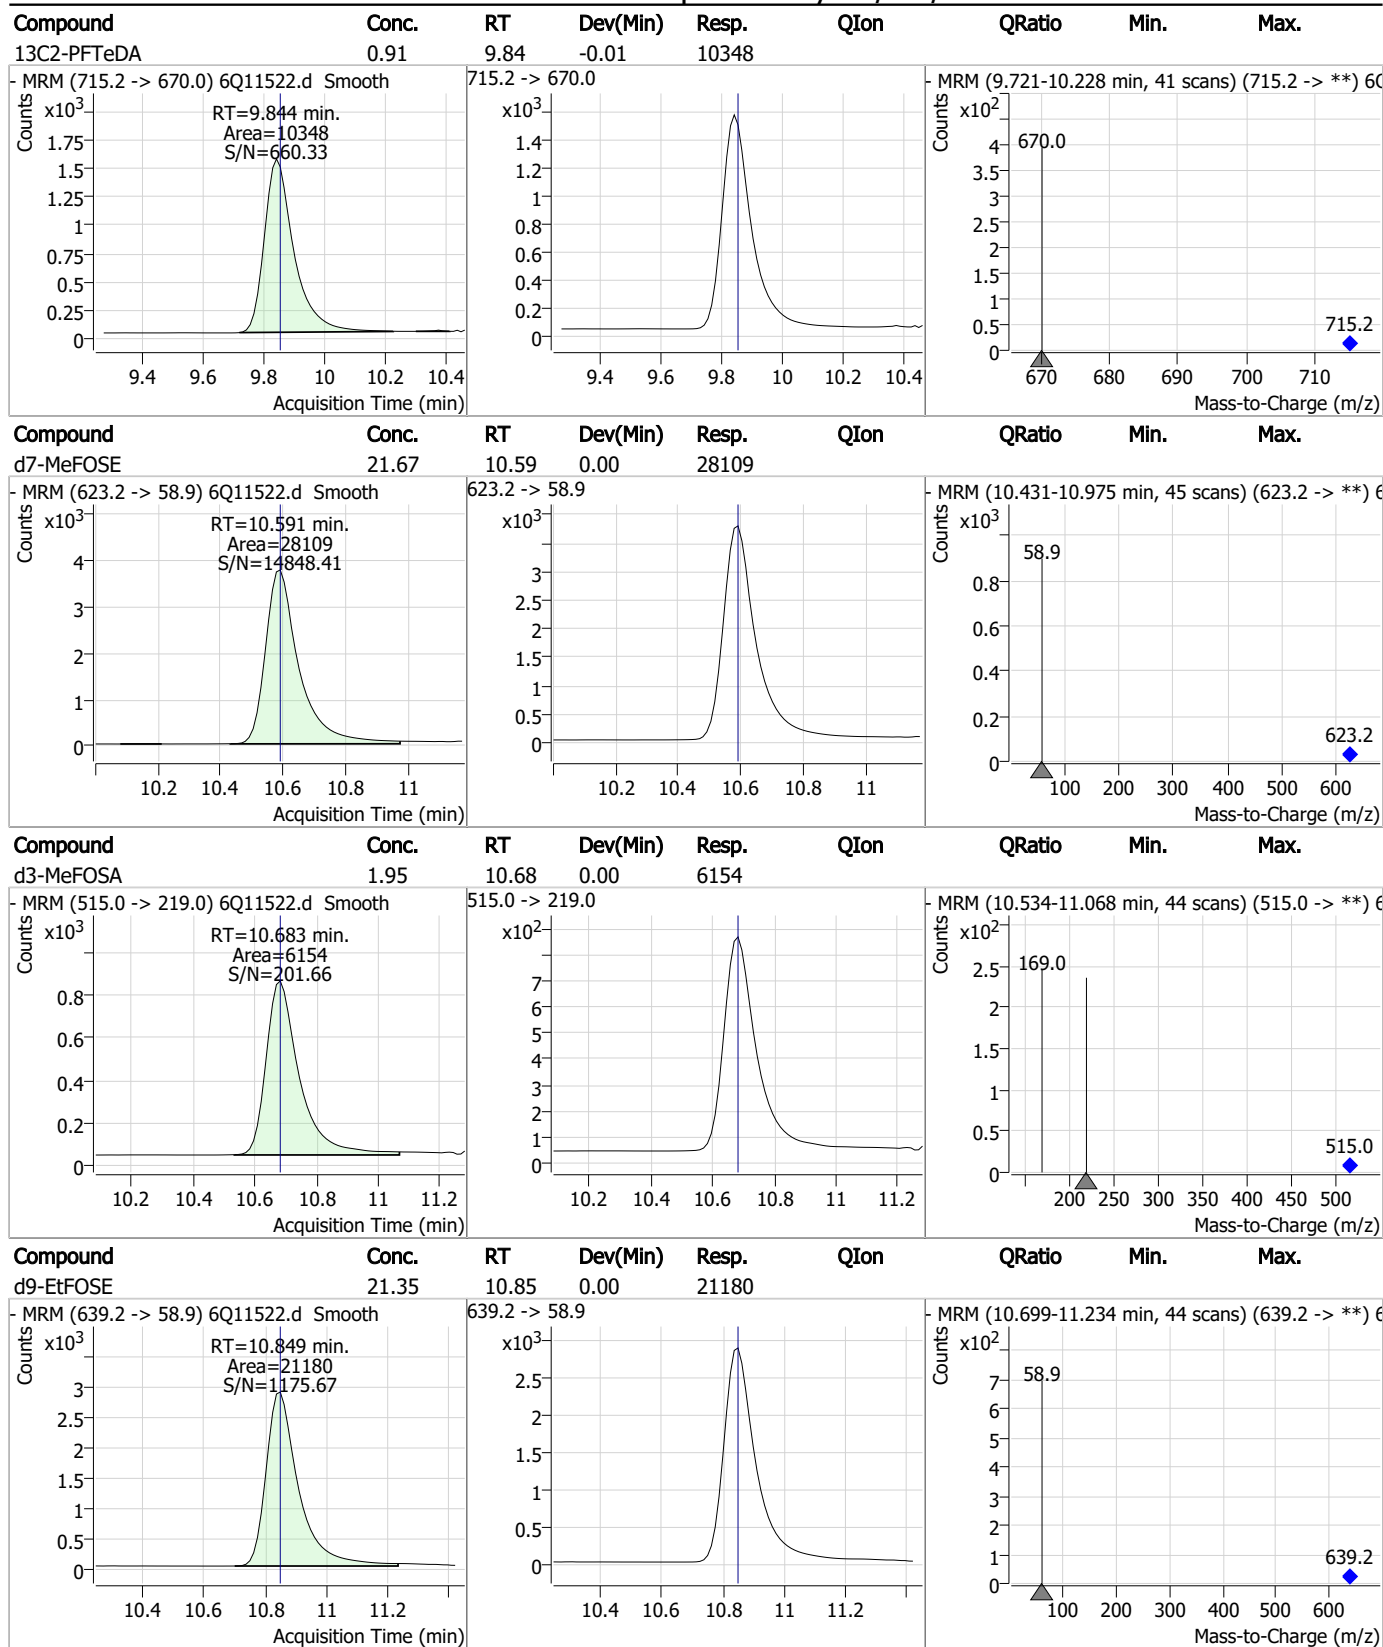 Compound Conc. RT Dev(Min) Resp. QIon QRatio Min. Max.
13C2-PFTeDA 0.91 9.84 -0.01 10348
- MRM (715.2 -> 670.0) 6Q11522.d Smooth
Counts
x10³
RT=9.844 min.
Area=10348
S/N=660.33
1.75
1.5
1.25
1
0.75
0.5
0.25
0
9.4 9.6 9.8 10 10.2 10.4
Acquisition Time (min)
715.2 -> 670.0
x10³
1.4
1.2
1
0.8
0.6
0.4
0.2
0
9.4 9.6 9.8 10 10.2 10.4
- MRM (9.721-10.228 min, 41 scans) (715.2 -> **)
Counts
x10²
670.0
4
3.5
3
2.5
2
1.5
1
0.5
0
715.2
670 680 690 700 710
Mass-to-Charge (m/z)
Compound Conc. RT Dev(Min) Resp. QIon QRatio Min. Max.
d7-MeFOSE 21.67 10.59 0.00 28109
- MRM (623.2 -> 58.9) 6Q11522.d Smooth
Counts
x10³
RT=10.591 min.
Area=28109
S/N=14848.41
4
3
2
1
0
10.2 10.4 10.6 10.8 11
Acquisition Time (min)
623.2 -> 58.9
x10³
3
2.5
2
1.5
1
0.5
0
10.2 10.4 10.6 10.8 11
- MRM (10.431-10.975 min, 45 scans) (623.2 -> **)
Counts
x10³
58.9
0.8
0.6
0.4
0.2
0
623.2
100 200 300 400 500 600
Mass-to-Charge (m/z)
Compound Conc. RT Dev(Min) Resp. QIon QRatio Min. Max.
d3-MeFOSA 1.95 10.68 0.00 6154
- MRM (515.0 -> 219.0) 6Q11522.d Smooth
Counts
x10³
RT=10.683 min.
Area=6154
S/N=201.66
0.8
0.6
0.4
0.2
0
10.2 10.4 10.6 10.8 11 11.2
Acquisition Time (min)
515.0 -> 219.0
x10²
7
6
5
4
3
2
1
0
10.2 10.4 10.6 10.8 11 11.2
- MRM (10.534-11.068 min, 44 scans) (515.0 -> **)
Counts
x10²
169.0
2.5
2
1.5
1
0.5
0
515.0
200 250 300 350 400 450 500
Mass-to-Charge (m/z)
Compound Conc. RT Dev(Min) Resp. QIon QRatio Min. Max.
d9-EtFOSE 21.35 10.85 0.00 21180
- MRM (639.2 -> 58.9) 6Q11522.d Smooth
Counts
x10³
RT=10.849 min.
Area=21180
S/N=1175.67
3
2.5
2
1.5
1
0.5
0
10.4 10.6 10.8 11 11.2
Acquisition Time (min)
639.2 -> 58.9
x10³
2.5
2
1.5
1
0.5
0
10.4 10.6 10.8 11 11.2
- MRM (10.699-11.234 min, 44 scans) (639.2 -> **)
Counts
x10²
58.9
7
6
5
4
3
2
1
0
639.2
100 200 300 400 500 600
Mass-to-Charge (m/z)